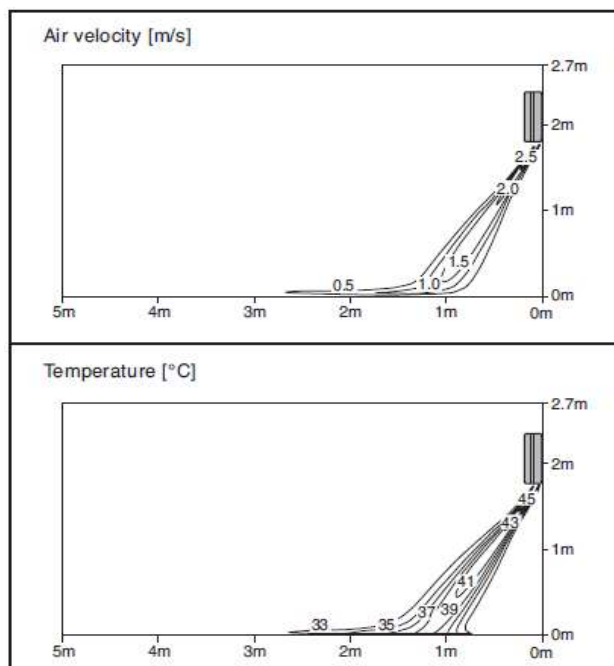 Air velocity [m/s]
2.7m
2m
2.5
2.0
1m
1.5
0.5
1.0
0m
5m 4m 3m 2m 1m 0m
Temperature [°C]
2.7m
2m
45
43
1m
41
37 39
33 35
0m
5m 4m 3m 2m 1m 0m